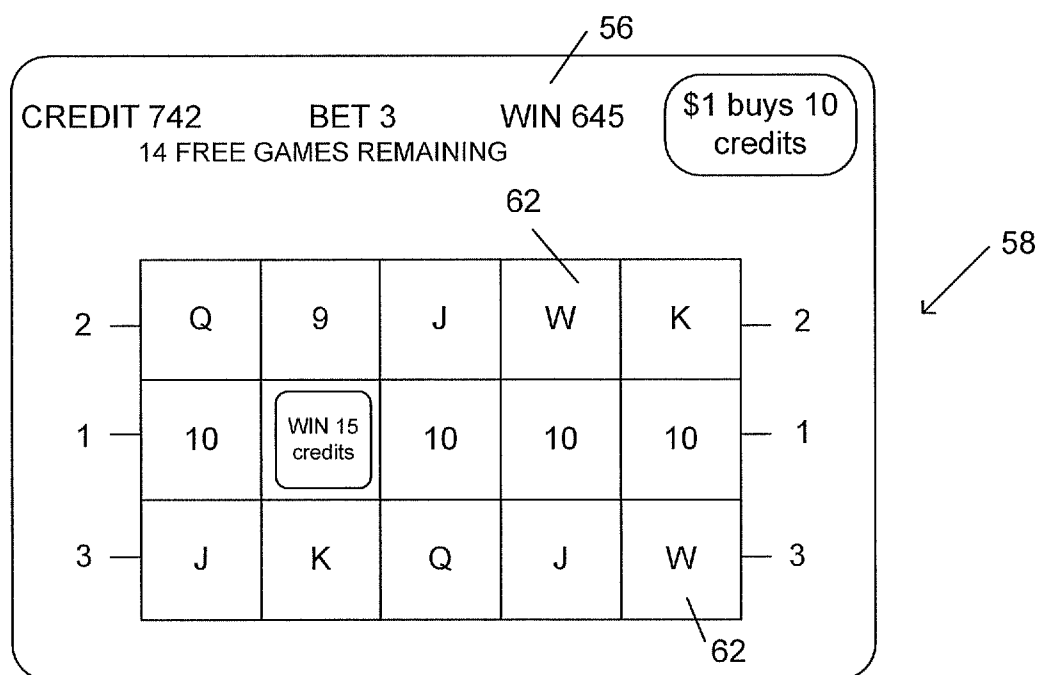 56
CREDIT 742 BET 3 WIN 645
$1 buys 10
credits
14 FREE GAMES REMAINING
62
58
2 Q 9 J W K 2
1 10 WIN 15
credits 10 10 10 1
3 J K Q J W 3
62